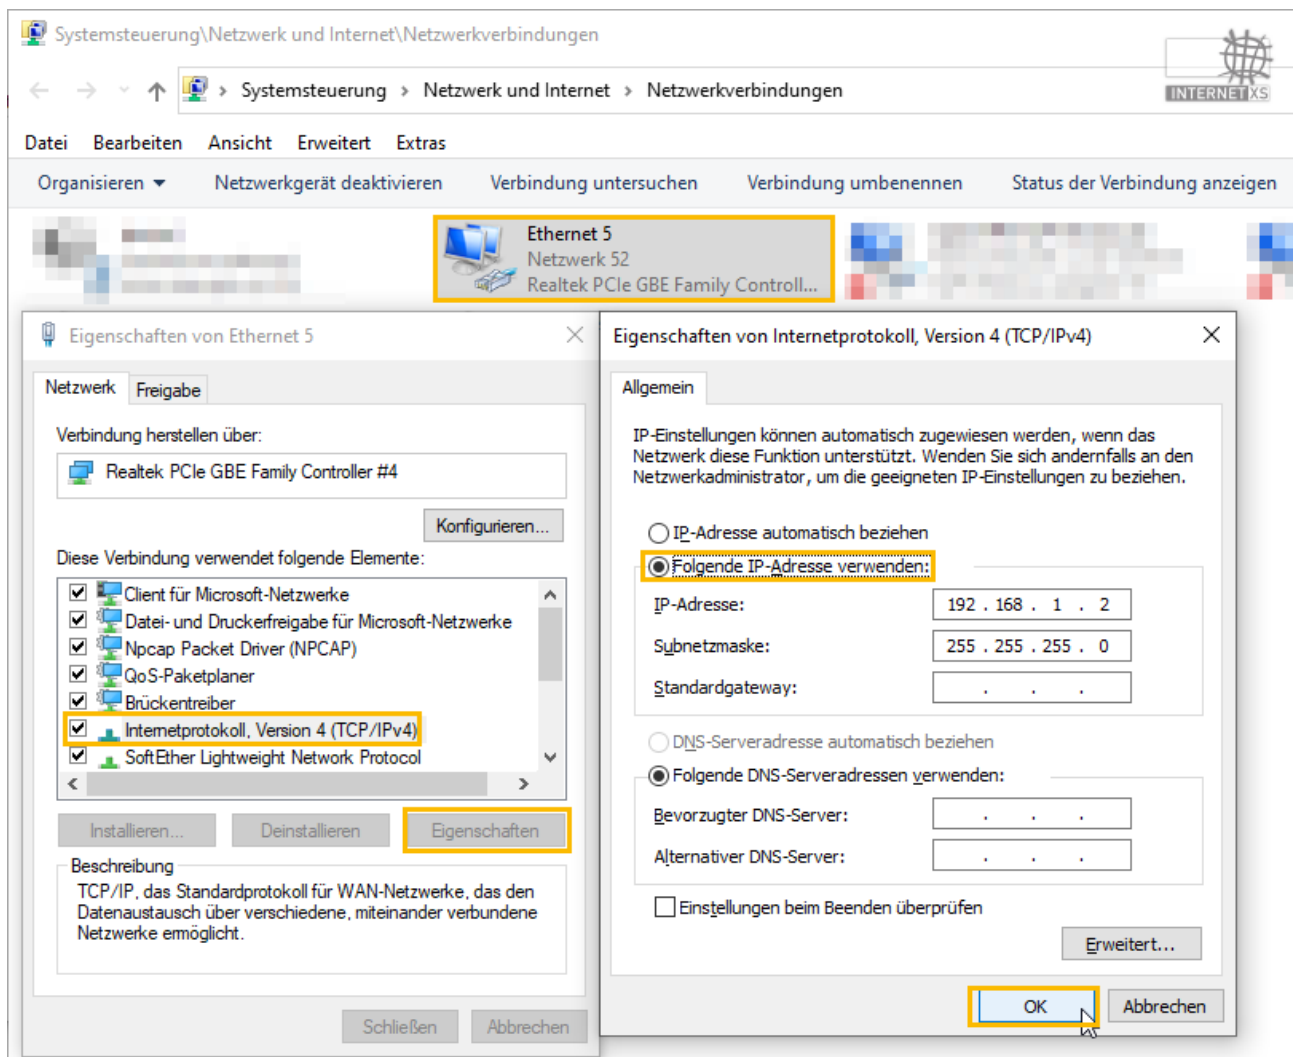 Systemsteuerung\Netzwerk und Internet\Netzwerkverbindungen
INTERNET XS
Systemsteuerung > Netzwerk und Internet > Netzwerkverbindungen
Datei Bearbeiten Ansicht Erweitert Extras
Organisieren Netzwerkgerät deaktivieren Verbindung untersuchen Verbindung umbenennen Status der Verbindung anzeigen
Ethernet 5
Netzwerk 52
Realtek PCIe GBE Family Controll...
Eigenschaften von Ethernet 5
Netzwerk Freigabe
Verbindung herstellen über:
Realtek PCIe GBE Family Controller #4
Konfigurieren...
Diese Verbindung verwendet folgende Elemente:
Client für Microsoft-Netzwerke
Datei- und Druckerfreigabe für Microsoft-Netzwerke
Npcap Packet Driver (NPCAP)
QoS-Paketplaner
Brückentreiber
Internetprotokoll, Version 4 (TCP/IPv4)
SoftEther Lightweight Network Protocol
Installieren... Deinstallieren Eigenschaften
Beschreibung
TCP/IP, das Standardprotokoll für WAN-Netzwerke, das den
Datenaustausch über verschiedene, miteinander verbundene
Netzwerke ermöglicht.
Schließen Abbrechen
Eigenschaften von Internetprotokoll, Version 4 (TCP/IPv4)
Allgemein
IP-Einstellungen können automatisch zugewiesen werden, wenn das
Netzwerk diese Funktion unterstützt. Wenden Sie sich andernfalls an den
Netzwerkadministrator, um die geeigneten IP-Einstellungen zu beziehen.
IP-Adresse automatisch beziehen
Folgende IP-Adresse verwenden:
IP-Adresse: 192 . 168 . 1 . 2
Subnetzmaske: 255 . 255 . 255 . 0
Standardgateway: . . .
DNS-Serveradresse automatisch beziehen
Folgende DNS-Serveradressen verwenden:
Bevorzugter DNS-Server: . . .
Alternativer DNS-Server: . . .
Einstellungen beim Beenden überprüfen
Erweitert...
OK Abbrechen